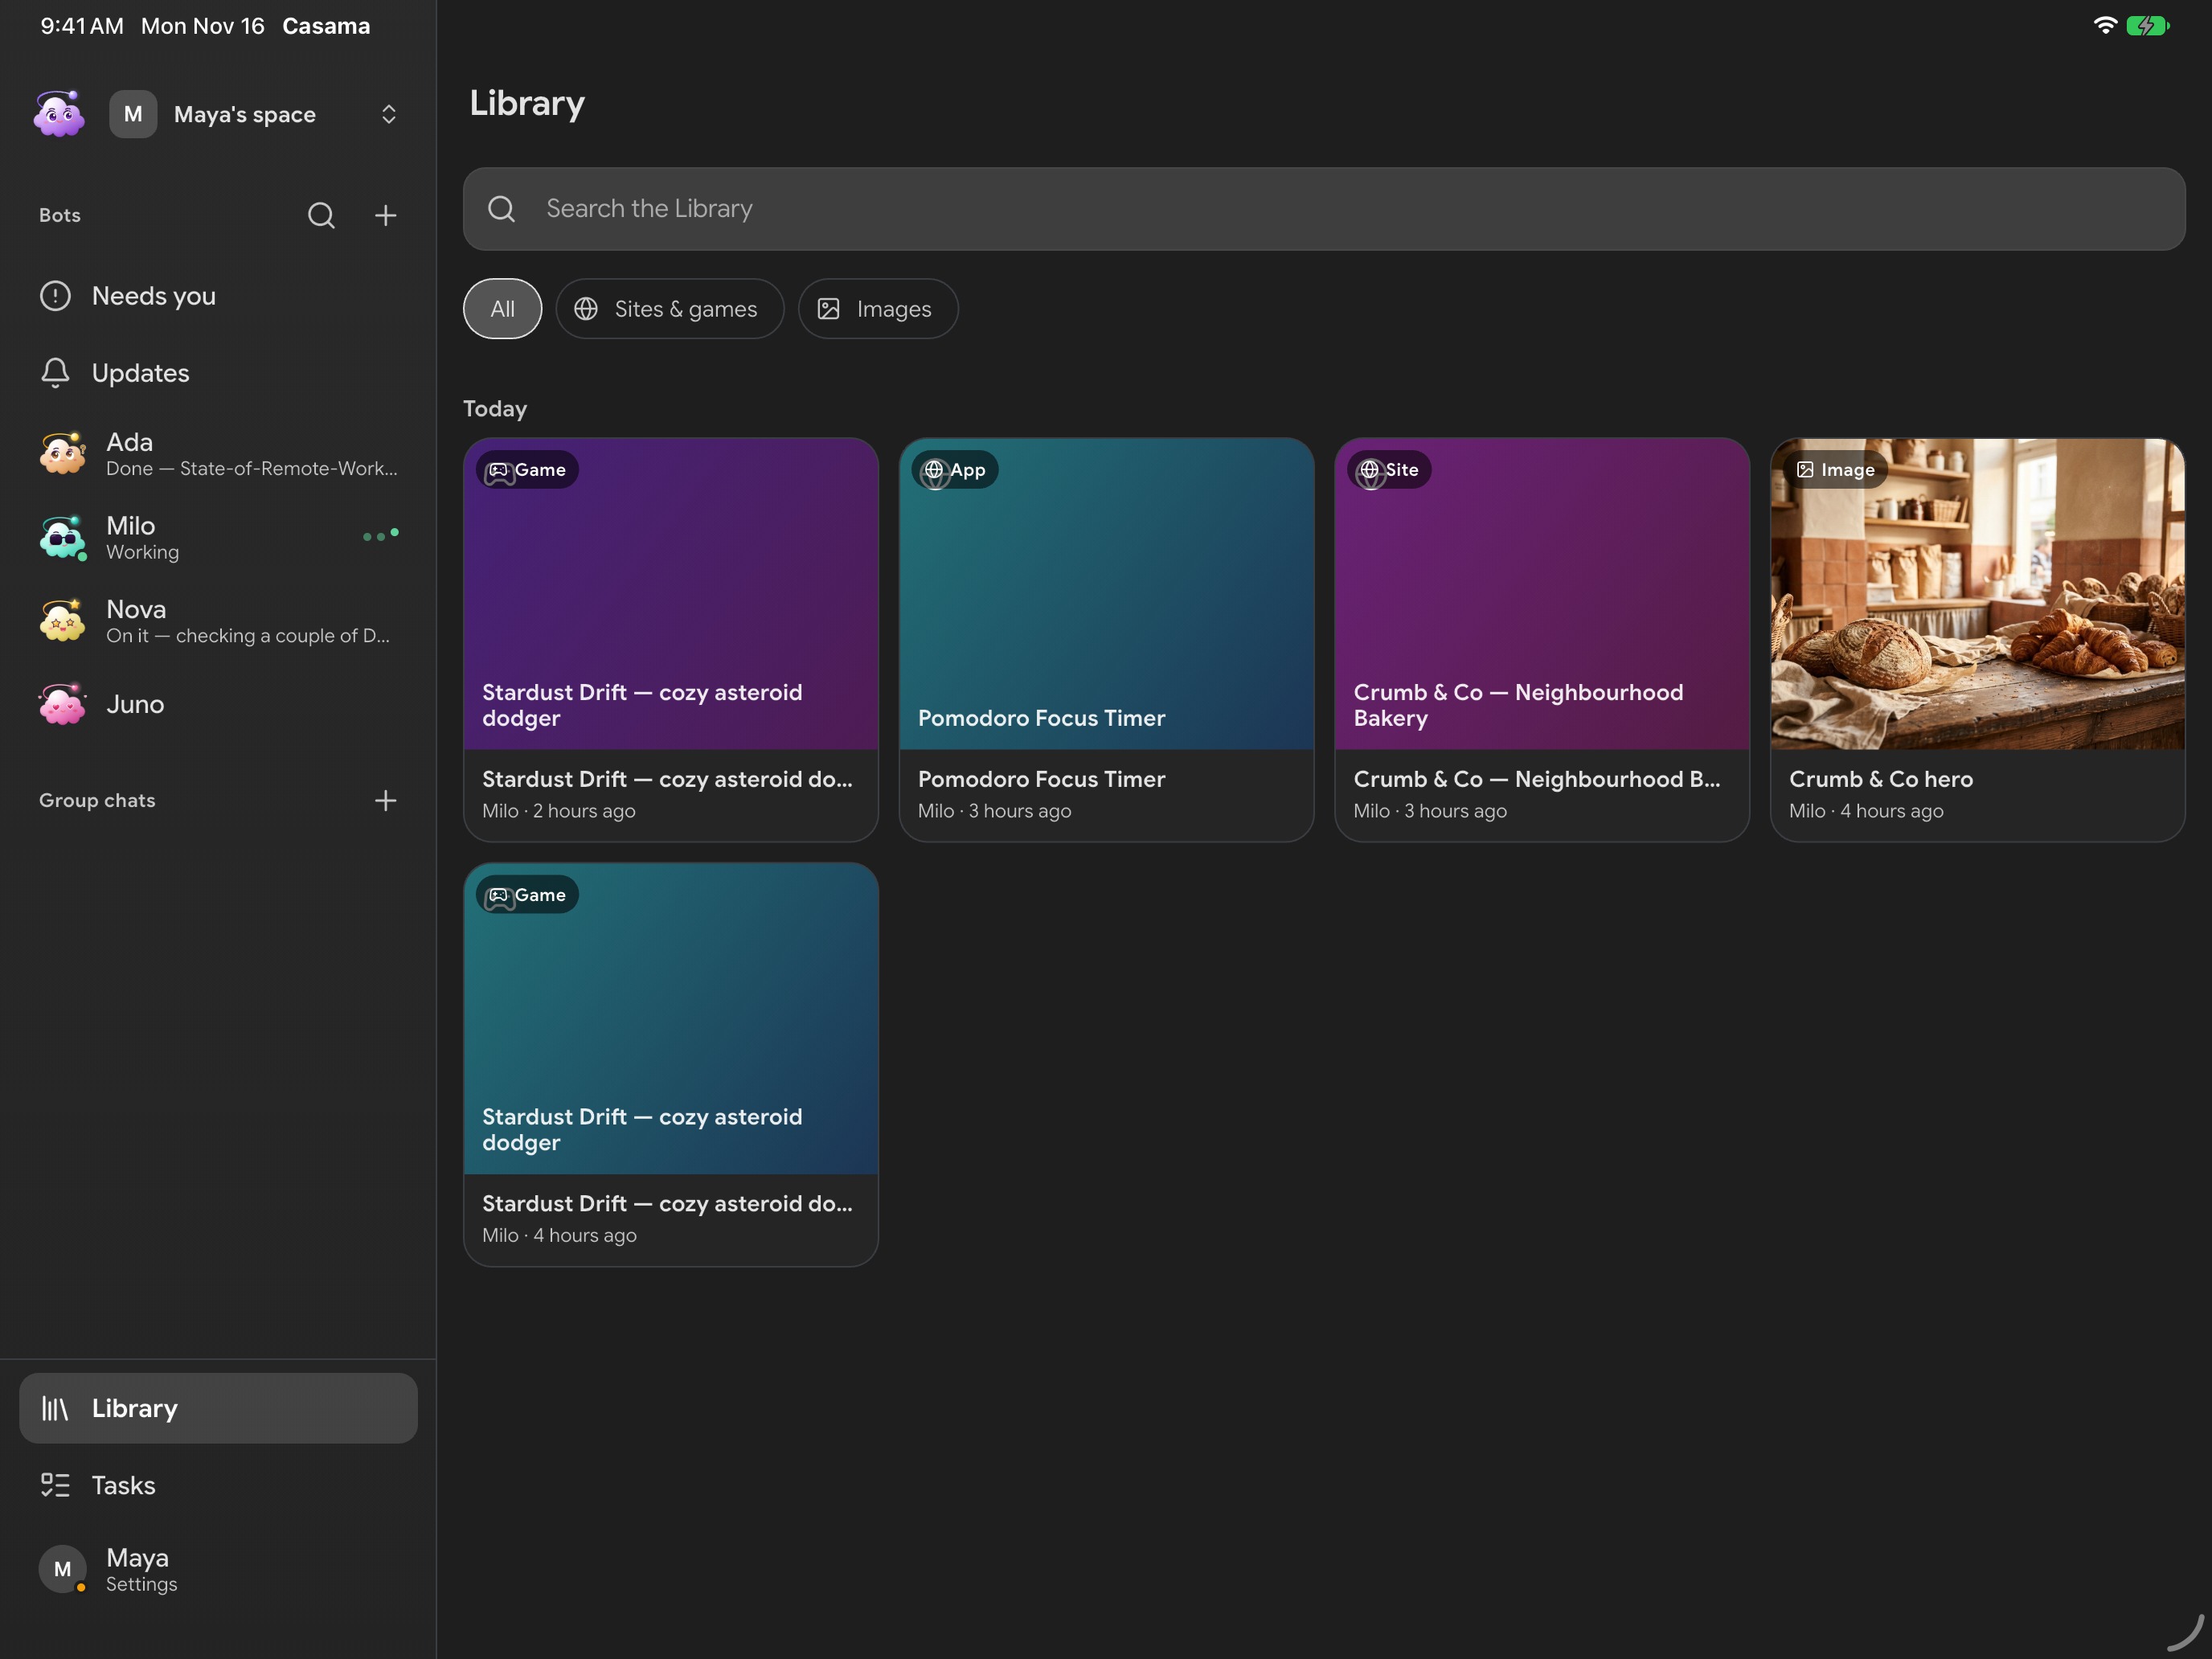 9:41 AM Mon Nov 16 Casama
M Maya's space
Bots
Needs you
Updates
Ada
Done — State-of-Remote-Work...
Milo
Working
Nova
On it — checking a couple of D...
Juno
Group chats
Library
Tasks
M
Maya
Settings
Library
Search the Library
All
Sites & games
Images
Today
Game
Stardust Drift — cozy asteroid
dodger
Stardust Drift — cozy asteroid do...
Milo · 2 hours ago
App
Pomodoro Focus Timer
Pomodoro Focus Timer
Milo · 3 hours ago
Site
Crumb & Co — Neighbourhood
Bakery
Crumb & Co — Neighbourhood B...
Milo · 3 hours ago
Image
Crumb & Co hero
Milo · 4 hours ago
Game
Stardust Drift — cozy asteroid
dodger
Stardust Drift — cozy asteroid do...
Milo · 4 hours ago